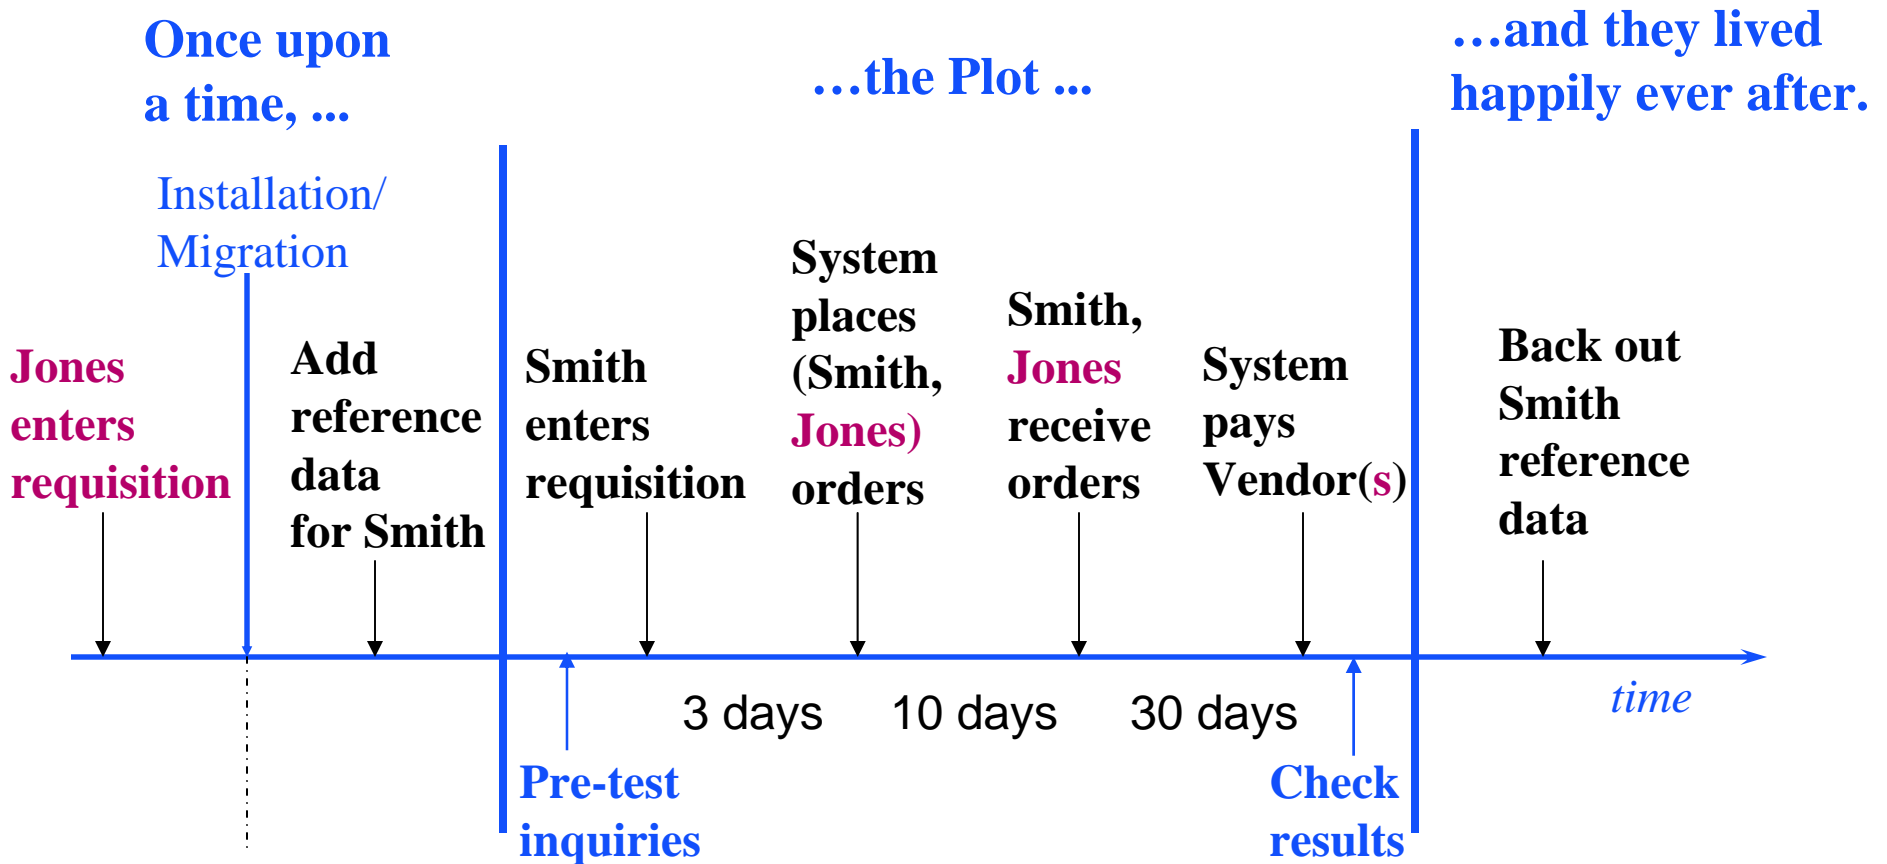 Once upon
a time, ...
…the Plot ...
…and they lived
happily ever after.
Installation/
Migration
Jones
enters
requisition
Add
reference
data
for Smith
Smith
enters
requisition
System
places
(Smith,
Jones)
orders
Smith,
Jones
receive
orders
System
pays
Vendor(s)
Back out
Smith
reference
data
time
3 days
10 days
30 days
Pre-test
inquiries
Check
results